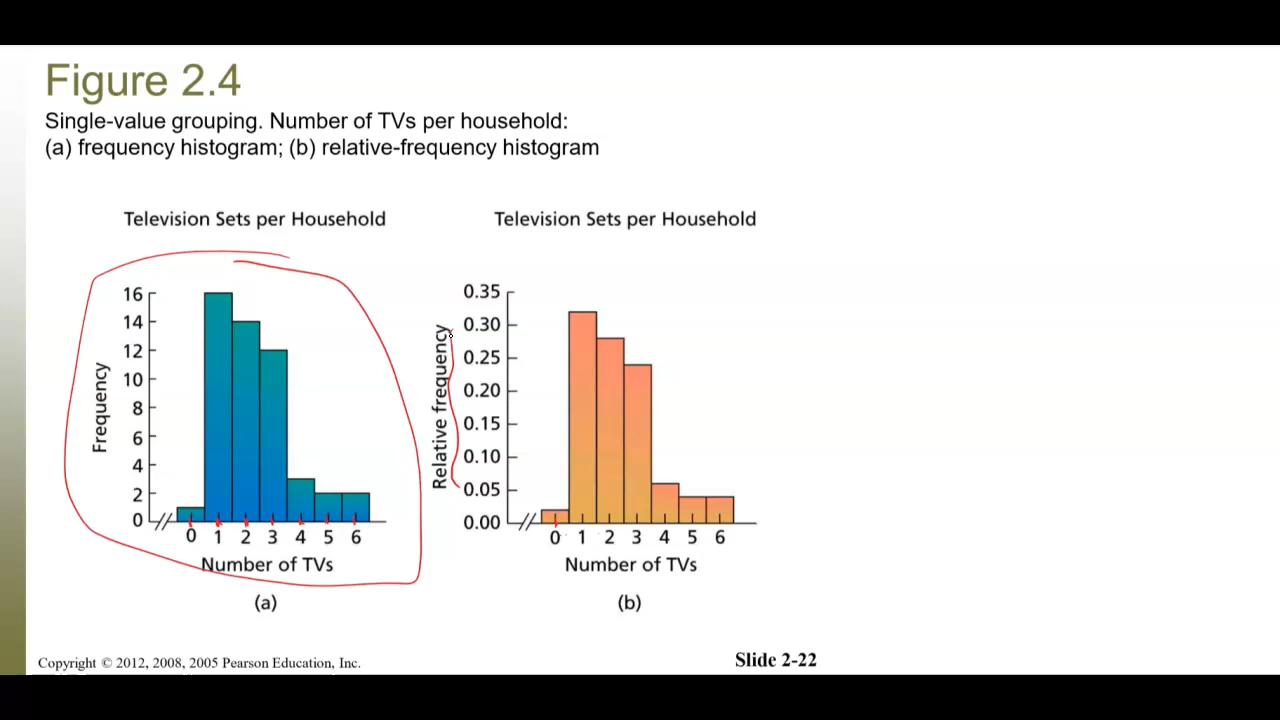 Figure 2.4
Single-value grouping. Number of TVs per household:
(a) frequency histogram; (b) relative-frequency histogram
Television Sets per Household
16
14
12
10
8
6
4
2
0
Frequency
0 1 2 3 4 5 6
Number of TVs
(a)
Television Sets per Household
0.35
0.30
0.25
0.20
0.15
0.10
0.05
0.00
Relative frequency
0 1 2 3 4 5 6
Number of TVs
(b)
Copyright © 2012, 2008, 2005 Pearson Education, Inc.
Slide 2-22